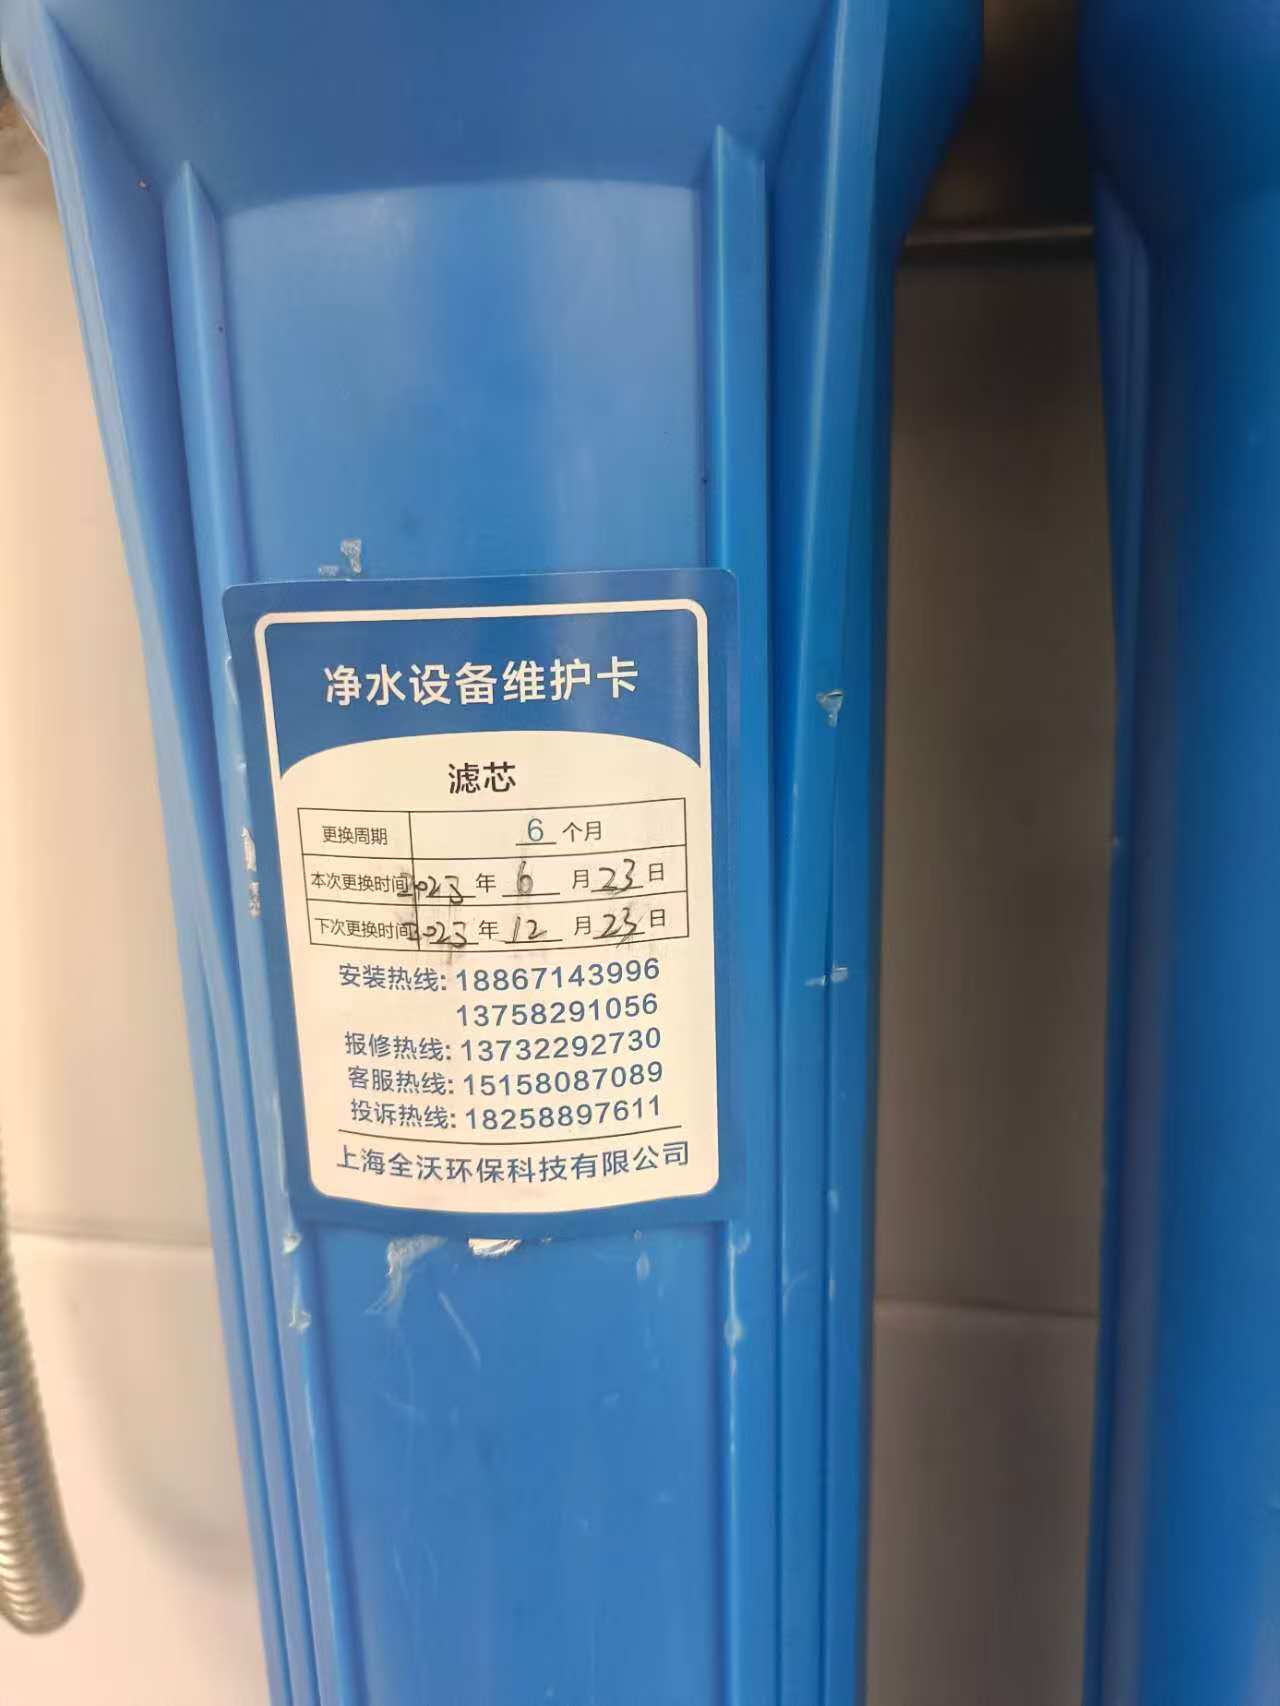 净水设备维护卡
滤芯
更换周期 6 个月
本次更换时间 2023 年 6 月 23 日
下次更换时间 2023 年 12 月 23 日
安装热线: 18867143996
13758291056
报修热线: 13732292730
客服热线: 15158087089
投诉热线: 18258897611
上海全沃环保科技有限公司